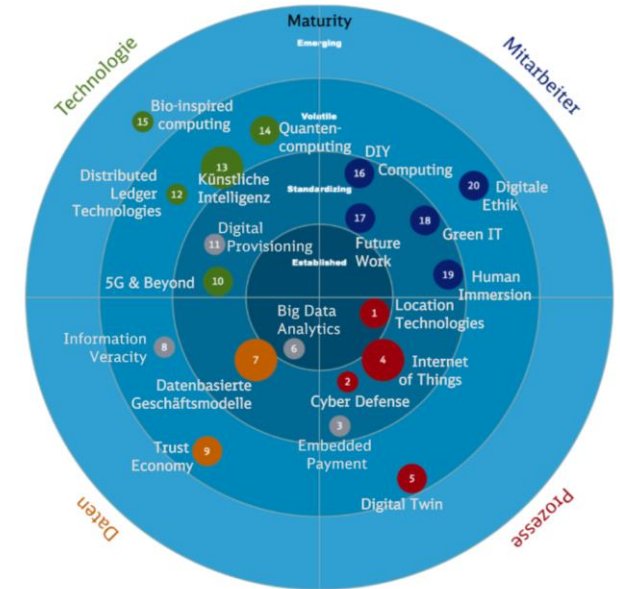 Maturity
Emerging
Technologie
Mitarbeiter
Bio-inspired
computing
15
14
Quanten-
computing
Volatile
DIY
Computing
16
13
Künstliche
Intelligenz
Distributed
Ledger
Technologies
12
Standardizing
20
Digitale
Ethik
17
Future
Work
18
Green IT
11
Digital
Provisioning
Established
19
Human
Immersion
5G & Beyond
10
Big Data
Analytics
6
1
Location
Technologies
Information
Veracity
8
7
Datenbasierte
Geschäftsmodelle
4
Internet
of Things
2
Cyber Defense
3
Embedded
Payment
Trust
Economy
9
5
Digital Twin
Daten
Prozesse